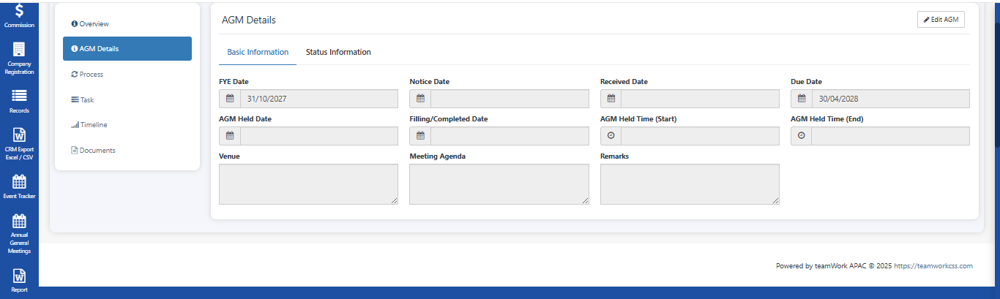 Commission
Company
Registration
Records
CRM Export
Excel / CSV
Event Tracker
Annual
General
Meetings
Report
Overview
AGM Details
Process
Task
Timeline
Documents
AGM Details
Edit AGM
Basic Information
Status Information
FYE Date
Notice Date
Received Date
Due Date
31/10/2027
30/04/2028
AGM Held Date
Filling/Completed Date
AGM Held Time (Start)
AGM Held Time (End)
Venue
Meeting Agenda
Remarks
Powered by teamWork APAC © 2025 https://teamworkcss.com